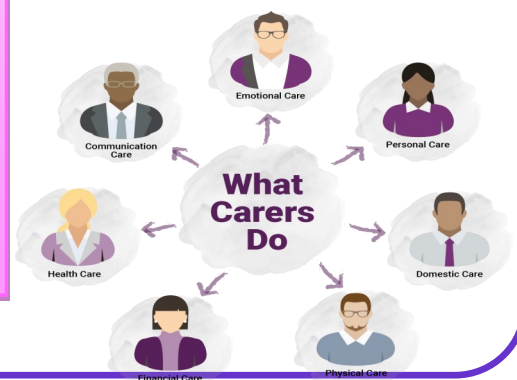 Emotional Care
Communication
Care
Personal Care
What
Carers
Do
Health Care
Domestic Care
Financial Care
Physical Care